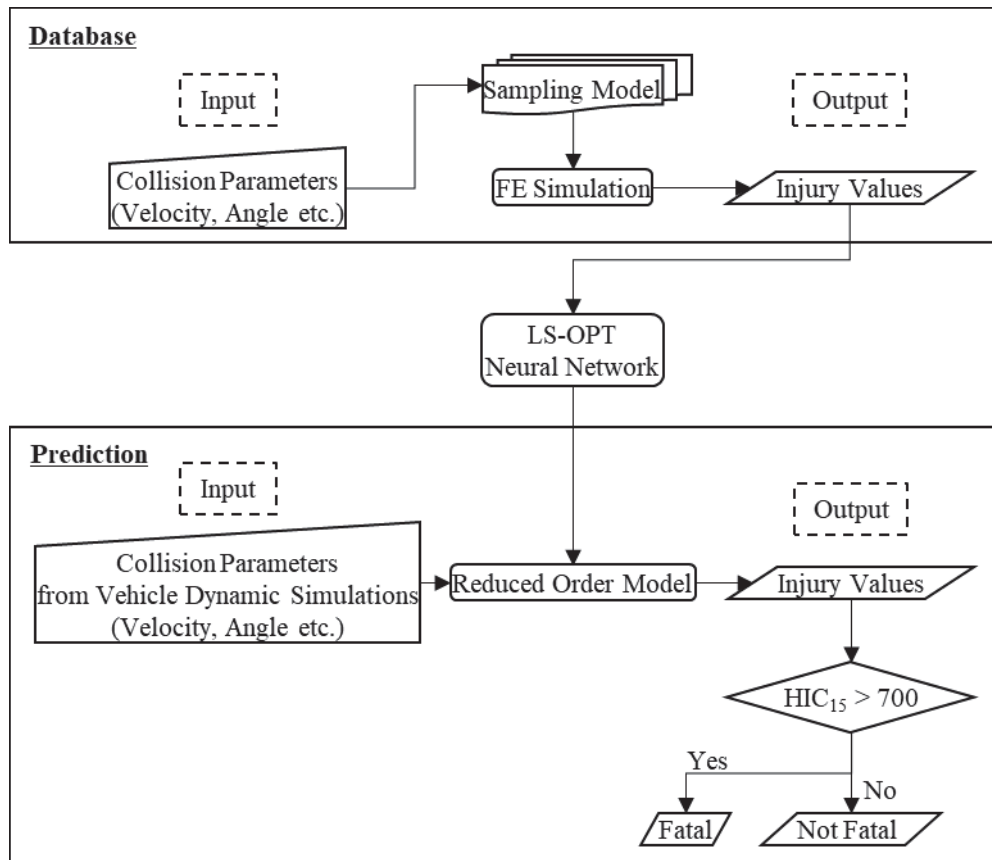 Database
Input
Sampling Model
Output
Collision Parameters
(Velocity, Angle etc.)
FE Simulation
Injury Values
LS-OPT
Neural Network
Prediction
Input
Output
Collision Parameters
from Vehicle Dynamic Simulations
(Velocity, Angle etc.)
Reduced Order Model
Injury Values
HIC₁₅ > 700
Yes
No
Fatal
Not Fatal